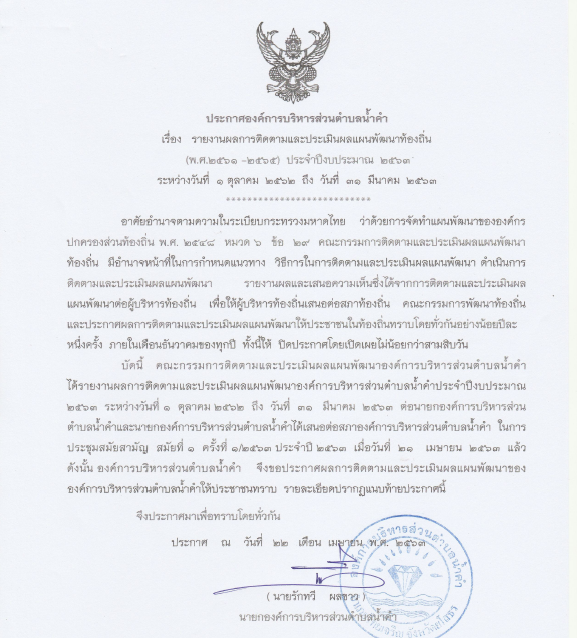 ประกาศองค์การบริหารส่วนตำบลน้ำคำ
เรื่อง รายงานผลการติดตามและประเมินผลแผนพัฒนาท้องถิ่น
(พ.ศ.๒๕๖๑ -๒๕๖๕) ประจำปีงบประมาณ ๒๕๖๓
ระหว่างวันที่ ๑ ตุลาคม ๒๕๖๒ ถึง วันที่ ๓๑ มีนาคม ๒๕๖๓
****************************
อาศัยอำนาจตามความในระเบียบกระทรวงมหาดไทย ว่าด้วยการจัดทำแผนพัฒนาขององค์กร
ปกครองส่วนท้องถิ่น พ.ศ. ๒๕๔๘ หมวด ๖ ข้อ ๒๙ คณะกรรมการติดตามและประเมินผลแผนพัฒนา
ท้องถิ่น มีอำนาจหน้าที่ในการกำหนดแนวทาง วิธีการในการติดตามและประเมินผลแผนพัฒนา ดำเนินการ
ติดตามและประเมินผลแผนพัฒนา รายงานผลและเสนอความเห็นซึ่งได้จากการติดตามและประเมินผล
แผนพัฒนาต่อผู้บริหารท้องถิ่น เพื่อให้ผู้บริหารท้องถิ่นเสนอต่อสภาท้องถิ่น คณะกรรมการพัฒนาท้องถิ่น
และประกาศผลการติดตามและประเมินผลแผนพัฒนาให้ประชาชนในท้องถิ่นทราบโดยทั่วกันอย่างน้อยปีละ
หนึ่งครั้ง ภายในเดือนธันวาคมของทุกปี ทั้งนี้ให้ ปิดประกาศโดยเปิดเผยไม่น้อยกว่าสามสิบวัน
บัดนี้ คณะกรรมการติดตามและประเมินผลแผนพัฒนาองค์การบริหารส่วนตำบลน้ำคำ
ได้รายงานผลการติดตามและประเมินผลแผนพัฒนาองค์การบริหารส่วนตำบลน้ำคำประจำปีงบประมาณ
๒๕๖๓ ระหว่างวันที่ ๑ ตุลาคม ๒๕๖๒ ถึง วันที่ ๓๑ มีนาคม ๒๕๖๓ ต่อนายกองค์การบริหารส่วน
ตำบลน้ำคำและนายกองค์การบริหารส่วนตำบลน้ำคำได้เสนอต่อสภาองค์การบริหารส่วนตำบลน้ำคำ ในการ
ประชุมสมัยสามัญ สมัยที่ ๑ ครั้งที่ ๑/๒๕๖๓ ประจำปี ๒๕๖๓ เมื่อวันที่ ๒๑ เมษายน ๒๕๖๓ แล้ว
ดังนั้น องค์การบริหารส่วนตำบลน้ำคำ จึงขอประกาศผลการติดตามและประเมินผลแผนพัฒนาของ
องค์การบริหารส่วนตำบลน้ำคำให้ประชาชนทราบ รายละเอียดปรากฏแนบท้ายประกาศนี้
จึงประกาศมาเพื่อทราบโดยทั่วกัน
ประกาศ ณ วันที่ ๒๒ เดือน เมษายน พ.ศ. ๒๕๖๓
(นายรักทวี ผลขาว)
นายกองค์การบริหารส่วนตำบลน้ำคำ
องค์การบริหารส่วนตำบลน้ำคำ